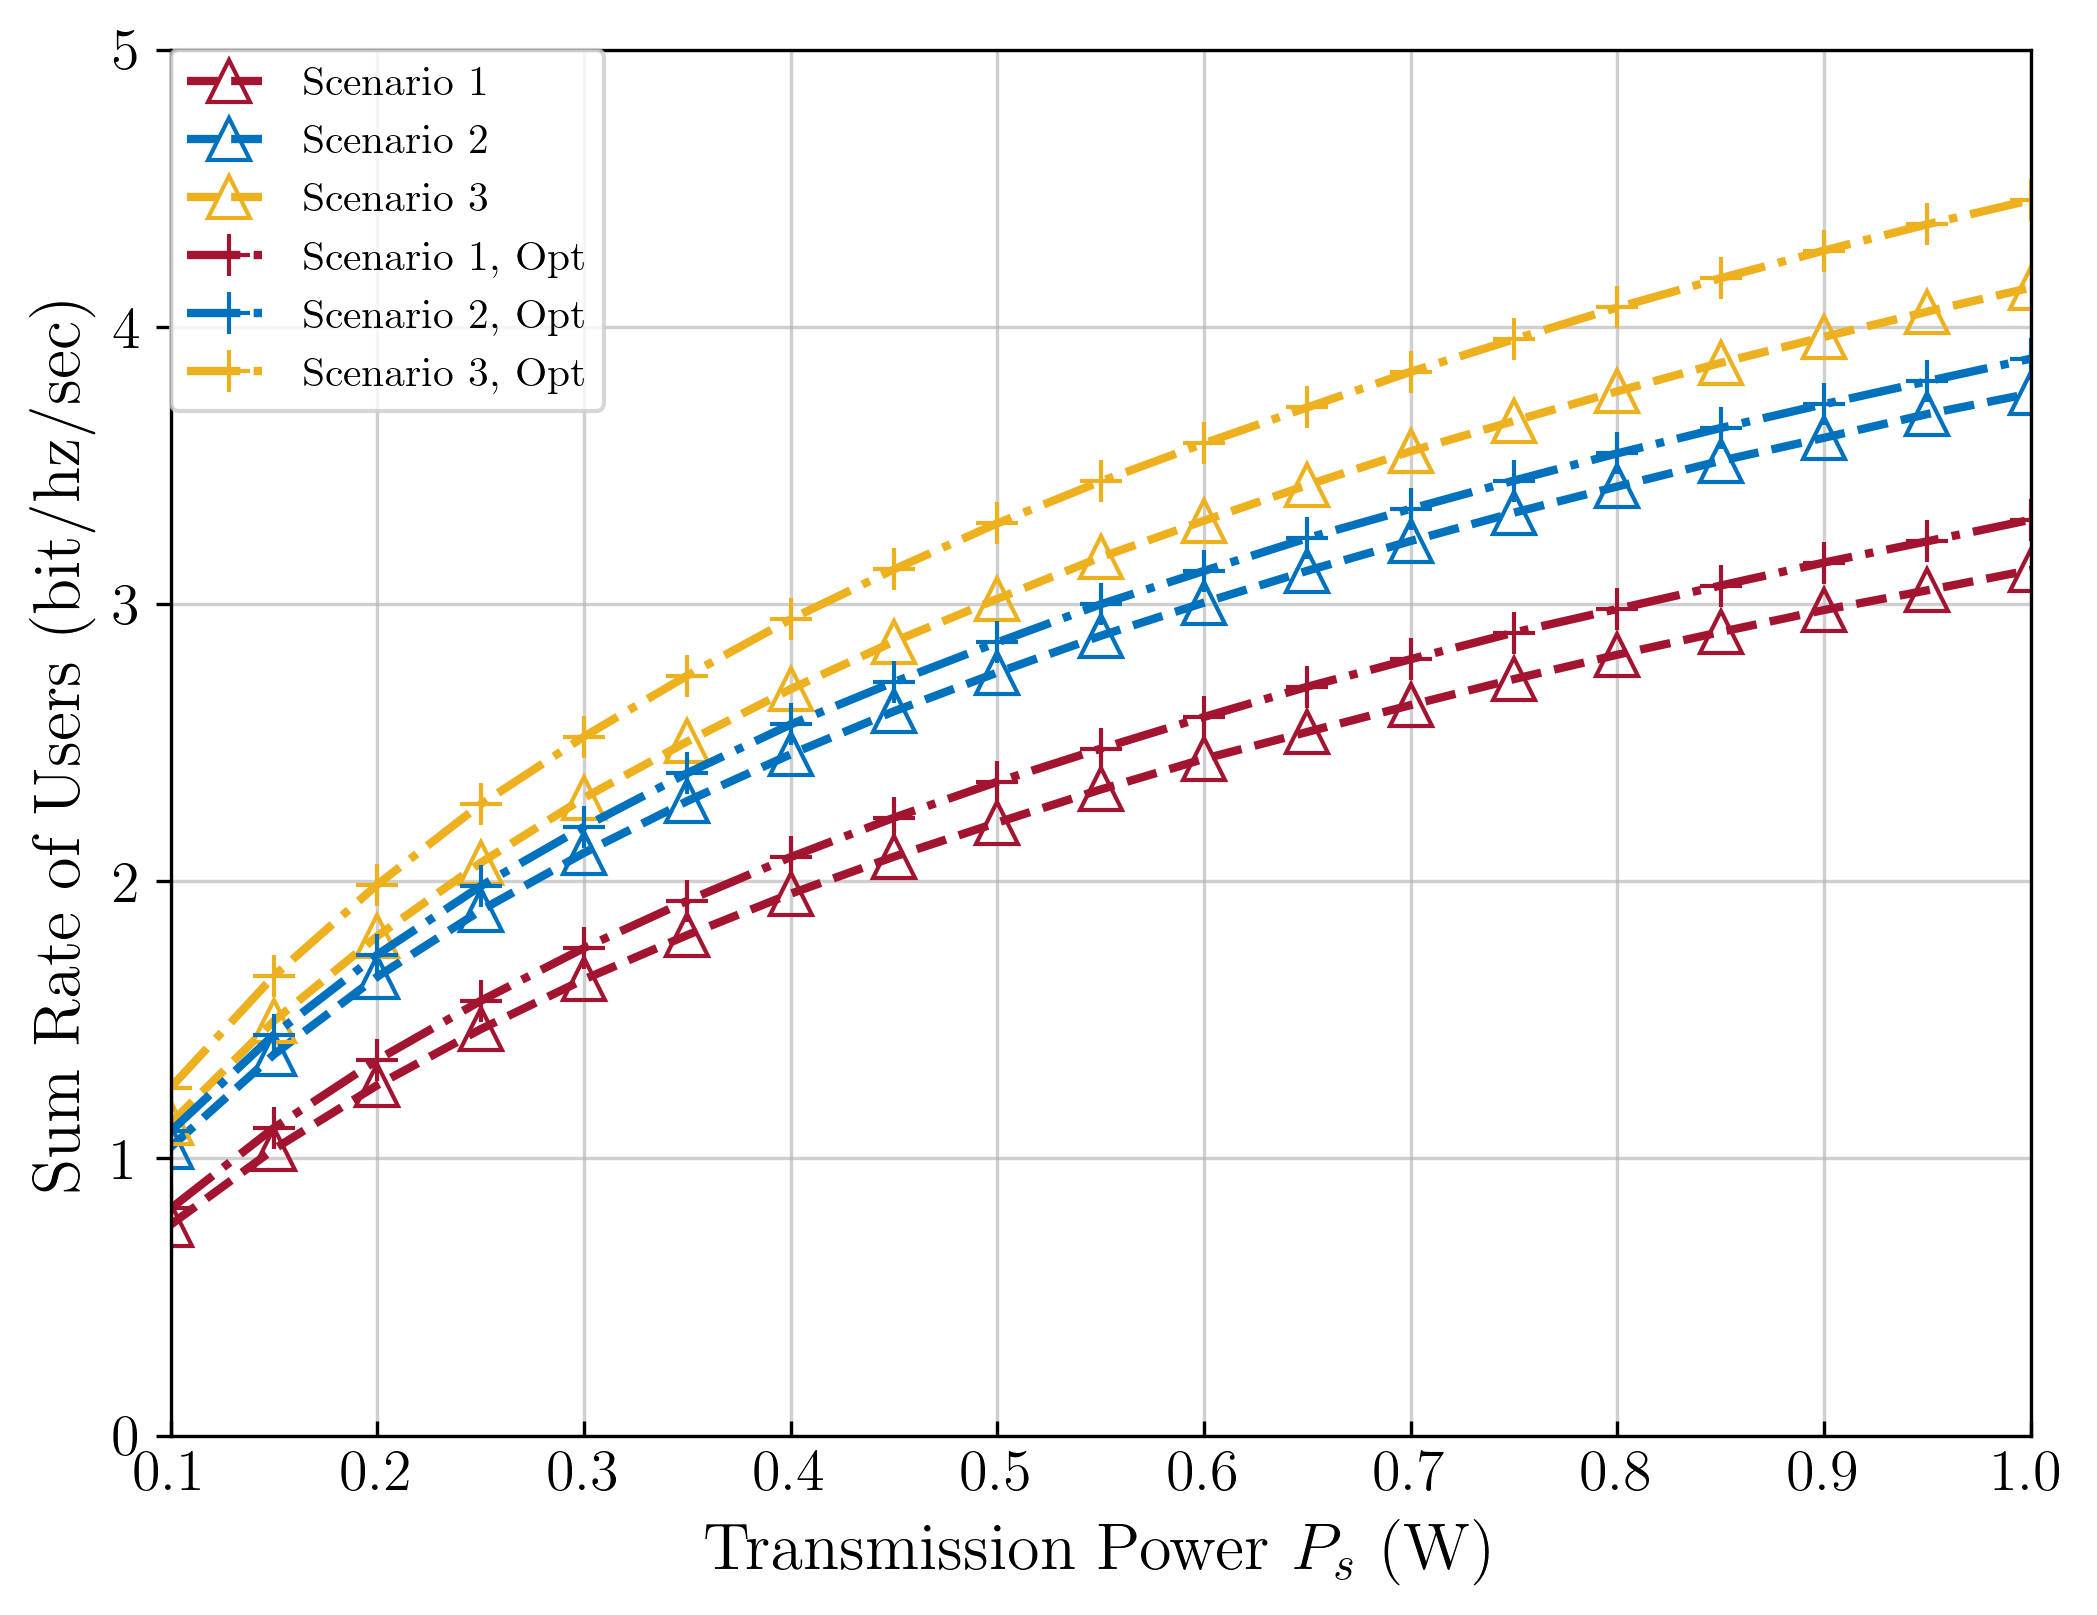 Scenario 1
Scenario 2
Scenario 3
Scenario 1, Opt
Scenario 2, Opt
Scenario 3, Opt
Sum Rate of Users (bit/hz/sec)
5
4
3
2
1
0
0.1 0.2 0.3 0.4 0.5 0.6 0.7 0.8 0.9 1.0
Transmission Power P_s (W)